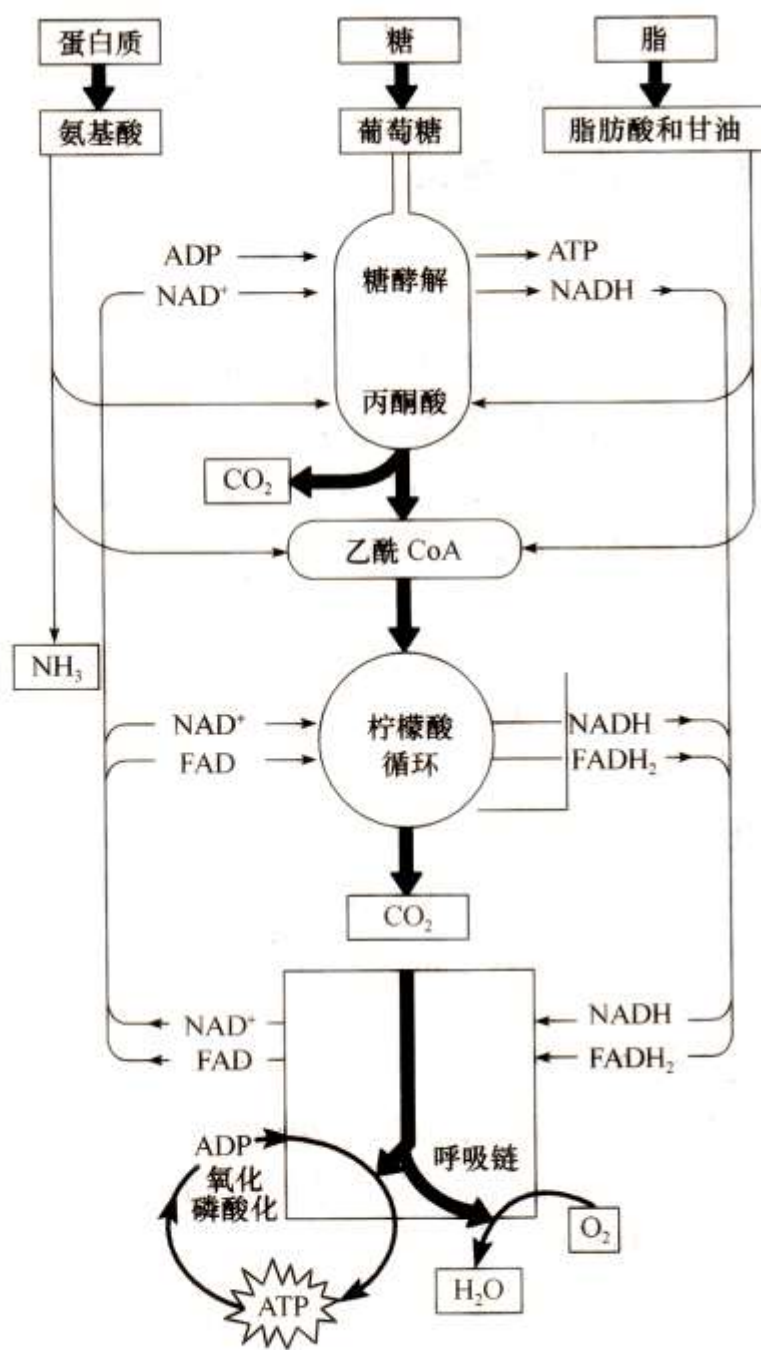 蛋白质
糖
脂
氨基酸
葡萄糖
脂肪酸和甘油
ADP
ATP
NAD⁺
糖酵解
NADH
丙酮酸
CO₂
乙酰 CoA
NH₃
NAD⁺
柠檬酸
循环
NADH
FAD
FADH₂
CO₂
NAD⁺
NADH
FAD
FADH₂
ADP
氧化
磷酸化
呼吸链
O₂
ATP
H₂O